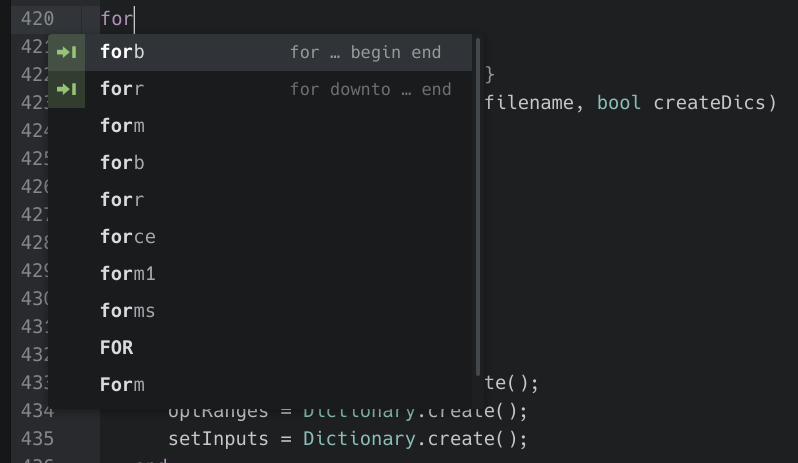 420 for
421
forb for … begin end
422 }
forr for downto … end
423 filename, bool createDics)
form
424
425 forb
426
forr
427
force
428
429 form1
430
forms
431
FOR
432
433 Form te();
434 optRanges = Dictionary.create();
435 setInputs = Dictionary.create();
436 end